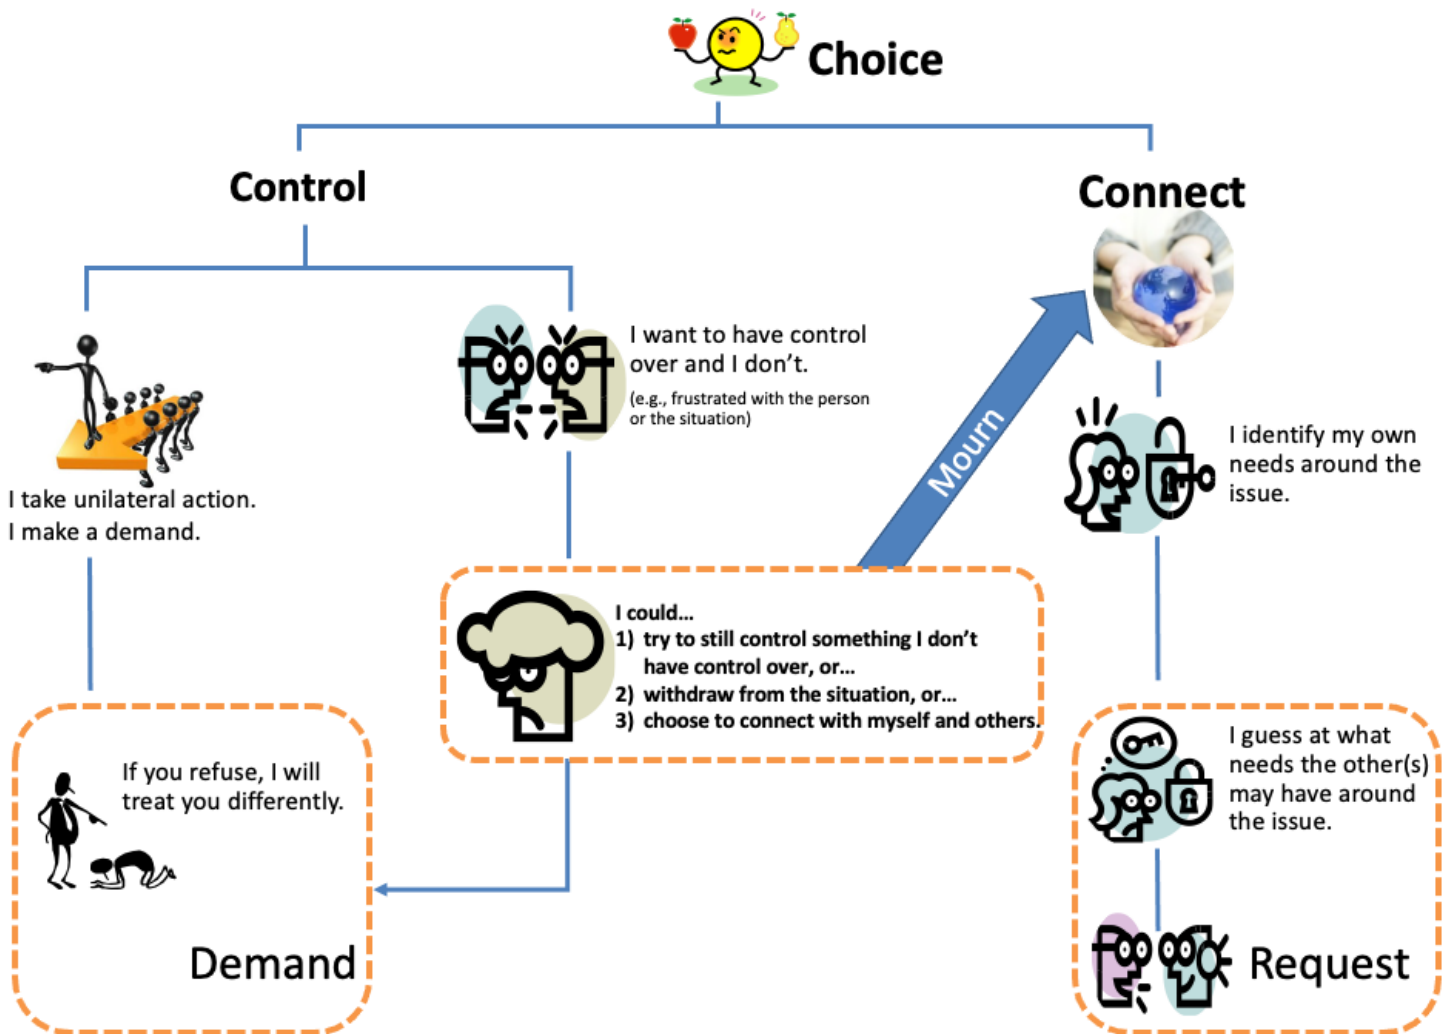 Choice
Control
Connect
I want to have control
over and I don't.
(e.g., frustrated with the person
or the situation)
Mourn
I identify my own
needs around the
issue.
I take unilateral action.
I make a demand.
I could...
1) try to still control something I don't
have control over, or...
2) withdraw from the situation, or...
3) choose to connect with myself and others.
If you refuse, I will
treat you differently.
Demand
I guess at what
needs the other(s)
may have around
the issue.
Request